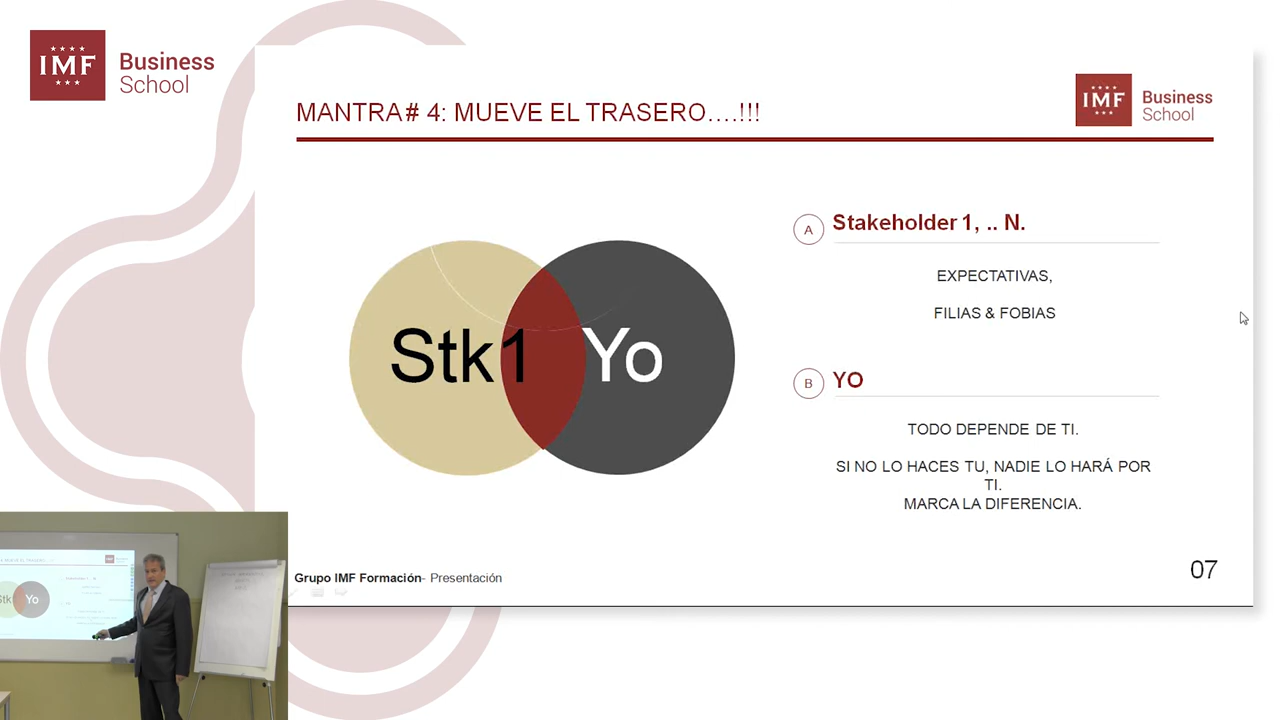 IMF
Business
School
MANTRA# 4: MUEVE EL TRASERO....!!!
IMF
Business
School
Stk1
Yo
A
Stakeholder 1, .. N.
EXPECTATIVAS,
FILIAS & FOBIAS
B
YO
TODO DEPENDE DE TI.
SI NO LO HACES TU, NADIE LO HARÁ POR
TI.
MARCA LA DIFERENCIA.
Grupo IMF Formación- Presentación
07
Yo